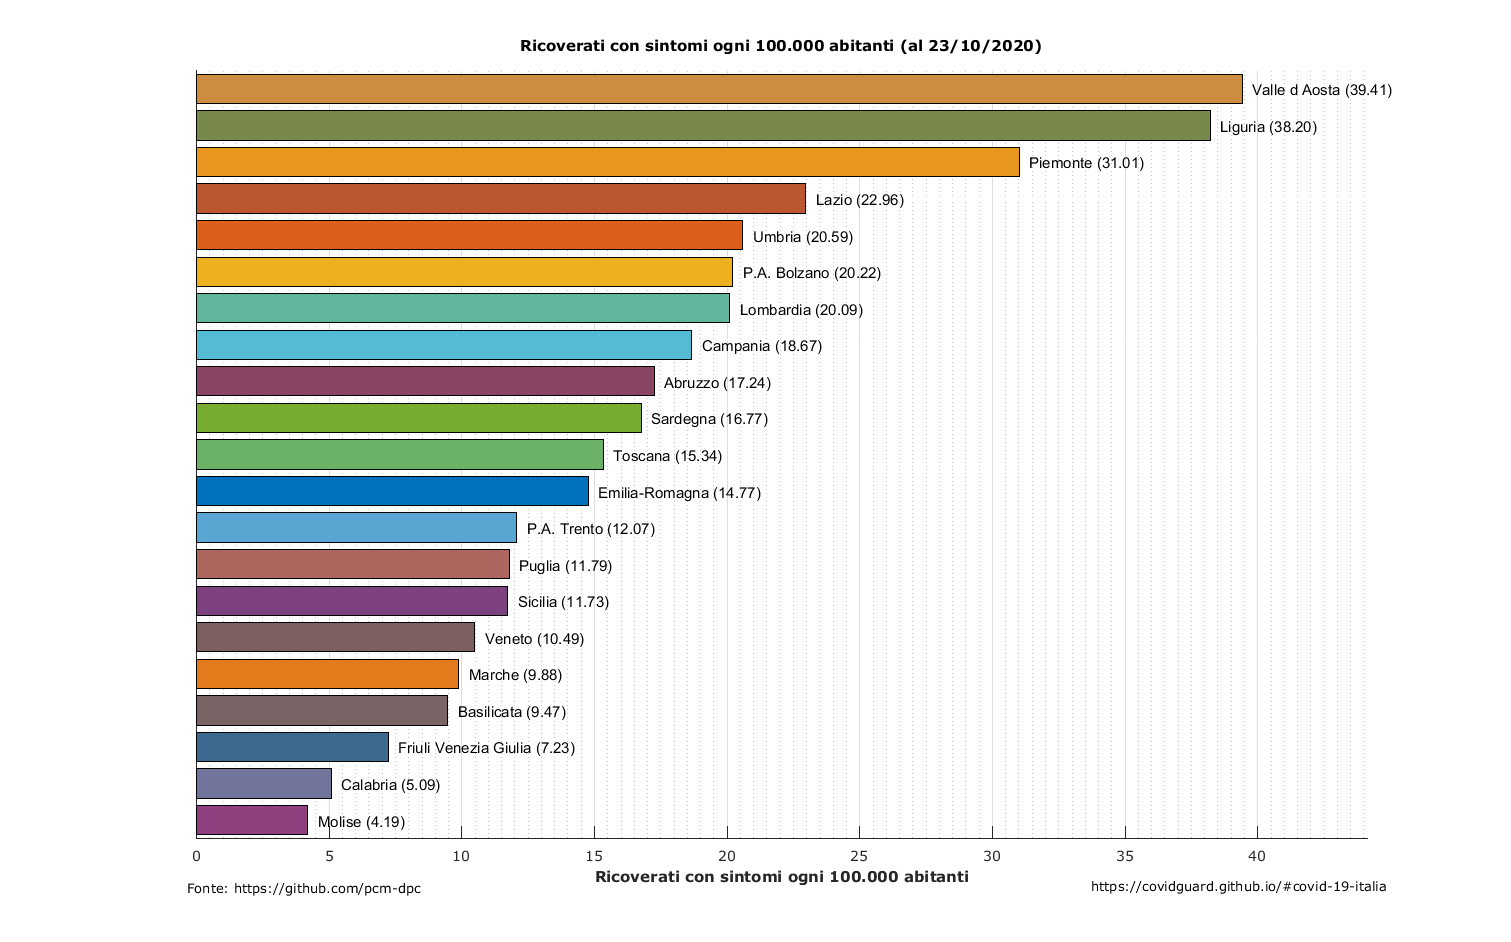 Ricoverati con sintomi ogni 100.000 abitanti (al 23/10/2020)
Valle d Aosta (39.41)
Liguria (38.20)
Piemonte (31.01)
Lazio (22.96)
Umbria (20.59)
P.A. Bolzano (20.22)
Lombardia (20.09)
Campania (18.67)
Abruzzo (17.24)
Sardegna (16.77)
Toscana (15.34)
Emilia-Romagna (14.77)
P.A. Trento (12.07)
Puglia (11.79)
Sicilia (11.73)
Veneto (10.49)
Marche (9.88)
Basilicata (9.47)
Friuli Venezia Giulia (7.23)
Calabria (5.09)
Molise (4.19)
0 5 10 15 20 25 30 35 40
Ricoverati con sintomi ogni 100.000 abitanti
Fonte: https://github.com/pcm-dpc
https://covidguard.github.io/#covid-19-italia